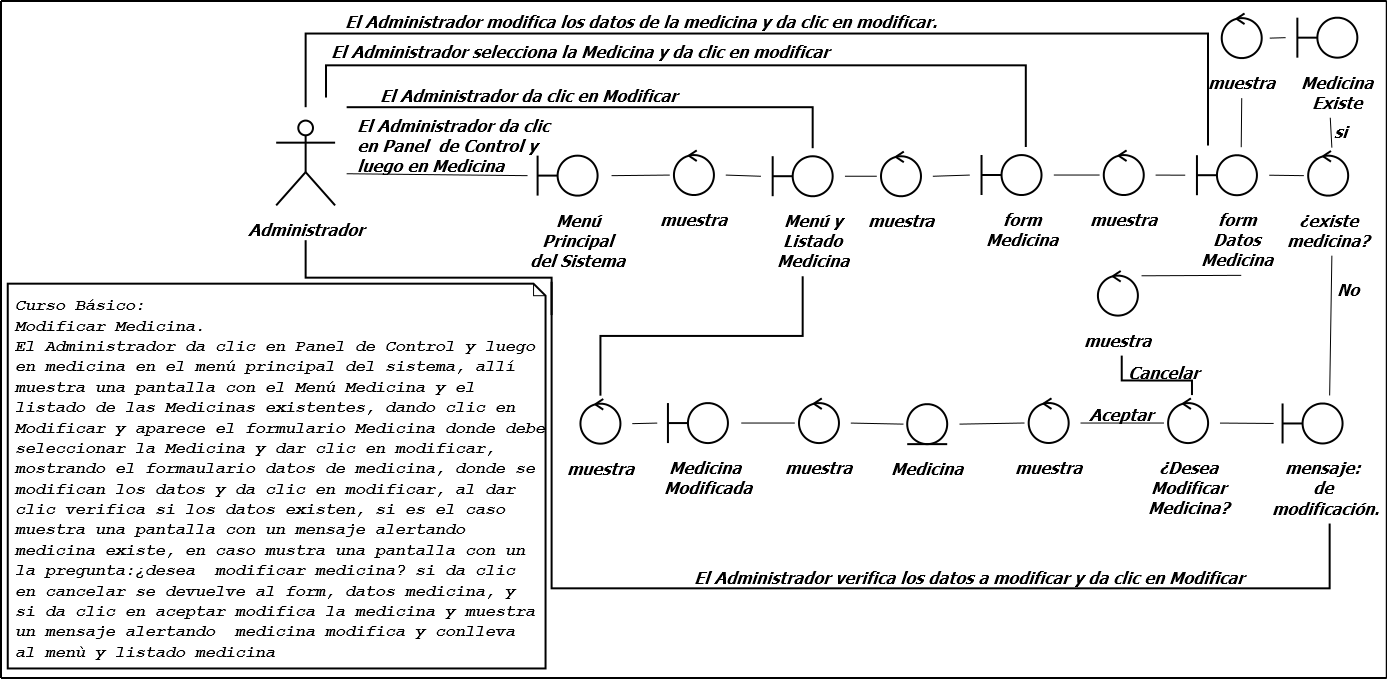 El Administrador modifica los datos de la medicina y da clic en modificar.
El Administrador selecciona la Medicina y da clic en modificar
muestra
Medicina
Existe
El Administrador da clic en Modificar
El Administrador da clic
en Panel  de Control y
luego en Medicina
si
Administrador
Menú
Principal
del Sistema
muestra
Menú y
Listado
Medicina
muestra
form
Medicina
muestra
form
Datos
Medicina
¿existe
medicina?
No
muestra
Cancelar
Aceptar
muestra
Medicina
Modificada
muestra
Medicina
muestra
¿Desea
Modificar
Medicina?
mensaje:
de
modificación.
El Administrador verifica los datos a modificar y da clic en Modificar
Curso Básico:
Modificar Medicina.
El Administrador da clic en Panel de Control y luego
en medicina en el menú principal del sistema, allí
muestra una pantalla con el Menú Medicina y el
listado de las Medicinas existentes, dando clic en
Modificar y aparece el formulario Medicina donde debe
seleccionar la Medicina y dar clic en modificar,
mostrando el formaulario datos de medicina, donde se
modifican los datos y da clic en modificar, al dar
clic verifica si los datos existen, si es el caso
muestra una pantalla con un mensaje alertando
medicina existe, en caso mustra una pantalla con un
la pregunta:¿desea  modificar medicina? si da clic
en cancelar se devuelve al form, datos medicina, y
si da clic en aceptar modifica la medicina y muestra
un mensaje alertando  medicina modifica y conlleva
al menù y listado medicina